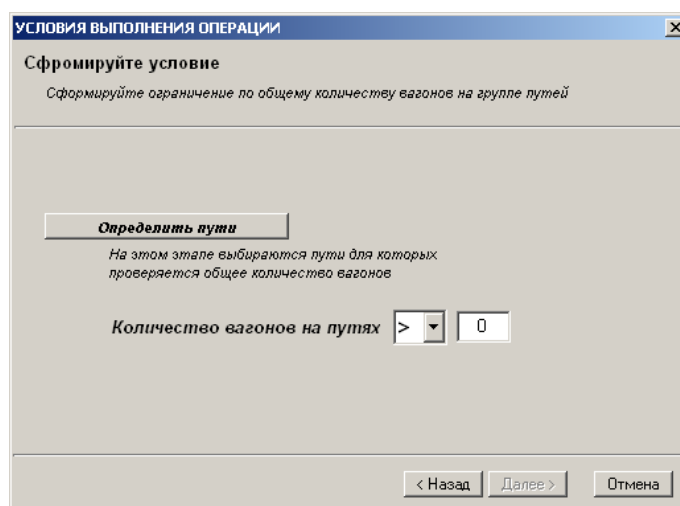 УСЛОВИЯ ВЫПОЛНЕНИЯ ОПЕРАЦИИ
Сфромируйте условие
Сформируйте ограничение по общему количеству вагонов на группе путей
Определить пути
На этом этапе выбираются пути для которых
проверяется общее количество вагонов
Количество вагонов на путях > 0
< Назад Далее > Отмена